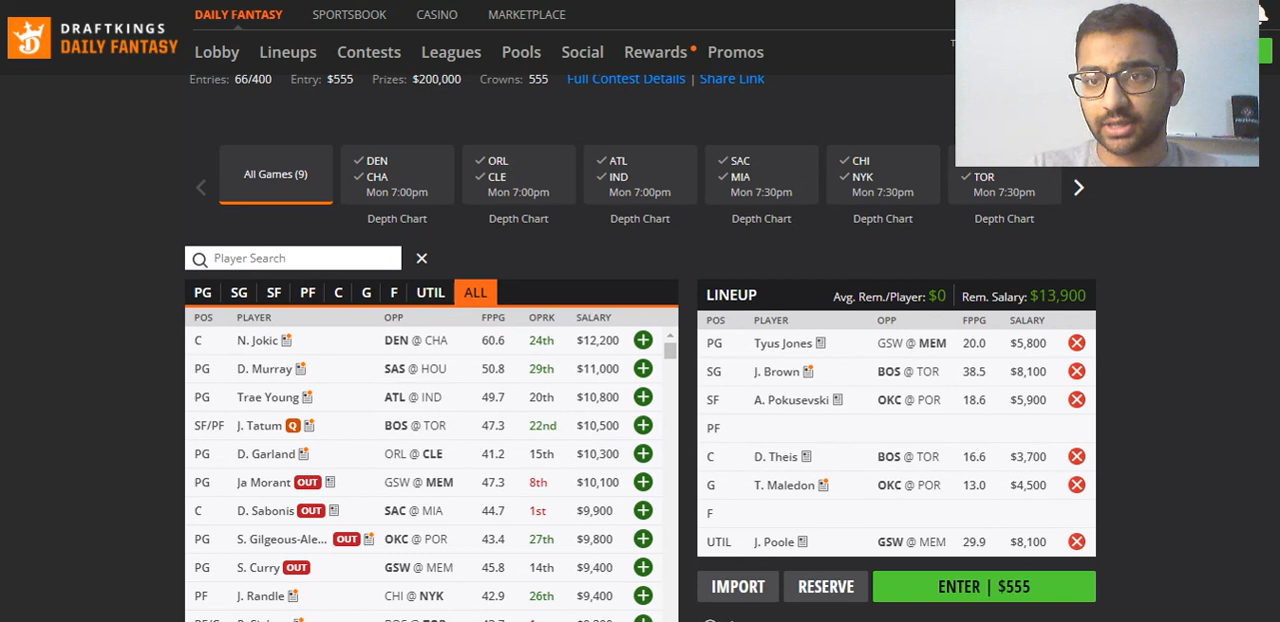 DRAFTKINGS
DAILY FANTASY
DAILY FANTASY SPORTSBOOK CASINO MARKETPLACE
Lobby Lineups Contests Leagues Pools Social Rewards Promos
Entries: 66/400 Entry: $555 Prizes: $200,000 Crowns: 555 Full Contest Details | Share Link
All Games (9)
DEN
CHA
Mon 7:00pm
Depth Chart
ORL
CLE
Mon 7:00pm
Depth Chart
ATL
IND
Mon 7:00pm
Depth Chart
SAC
MIA
Mon 7:30pm
Depth Chart
CHI
NYK
Mon 7:30pm
Depth Chart
TOR
Mon 7:30pm
Depth Chart
Player Search
PG SG SF PF C G F UTIL ALL
POS PLAYER OPP FPPG OPRK SALARY
C N. Jokic DEN @ CHA 60.6 24th $12,200
PG D. Murray SAS @ HOU 50.8 29th $11,000
PG Trae Young ATL @ IND 49.7 20th $10,800
SF/PF J. Tatum Q BOS @ TOR 47.3 22nd $10,500
PG D. Garland ORL @ CLE 41.2 15th $10,300
PG Ja Morant OUT GSW @ MEM 47.3 8th $10,100
C D. Sabonis OUT SAC @ MIA 44.7 1st $9,900
PG S. Gilgeous-Ale... OUT OKC @ POR 43.4 27th $9,800
PG S. Curry OUT GSW @ MEM 45.8 14th $9,400
PF J. Randle CHI @ NYK 42.9 26th $9,400
LINEUP Avg. Rem./Player: $0 Rem. Salary: $13,900
POS PLAYER OPP FPPG SALARY
PG Tyus Jones GSW @ MEM 20.0 $5,800
SG J. Brown BOS @ TOR 38.5 $8,100
SF A. Pokusevski OKC @ POR 18.6 $5,900
PF
C D. Theis BOS @ TOR 16.6 $3,700
G T. Maledon OKC @ POR 13.0 $4,500
F
UTIL J. Poole GSW @ MEM 29.9 $8,100
IMPORT RESERVE ENTER | $555